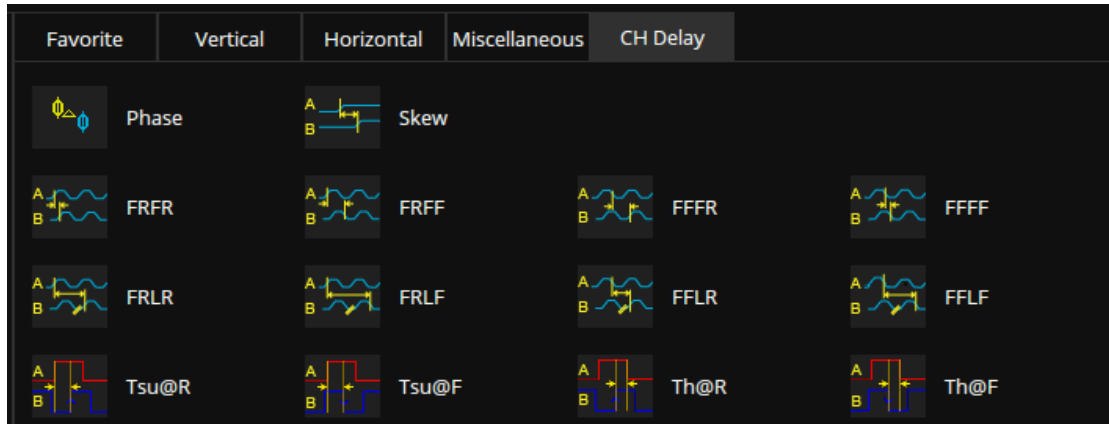 Favorite Vertical Horizontal Miscellaneous CH Delay
Φ Φ Phase A B Skew
A B FRFR A B FRFF A B FFFR A B FFFF
A B FRLR A B FRLF A B FFLR A B FFLF
A B Tsu@R A B Tsu@F A B Th@R A B Th@F